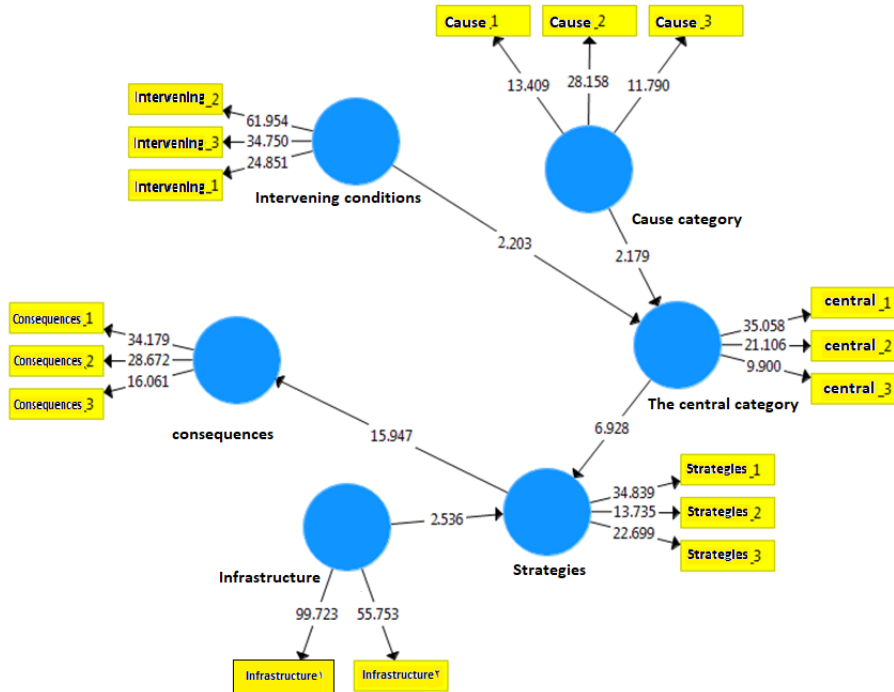 Cause_1
Cause_2
Cause_3
13.409
28.158
11.790
Intervening_2
Intervening_3
Intervening_1
61.954
34.750
24.851
Intervening conditions
Cause category
2.203
2.179
Consequences_1
Consequences_2
Consequences_3
34.179
28.672
16.061
consequences
central_1
central_2
central_3
35.058
21.106
9.900
The central category
15.947
6.928
Strategies_1
Strategies_2
Strategies_3
34.839
13.735
22.699
Strategies
2.536
Infrastructure
99.723
55.753
Infrastructure۱
Infrastructure۲